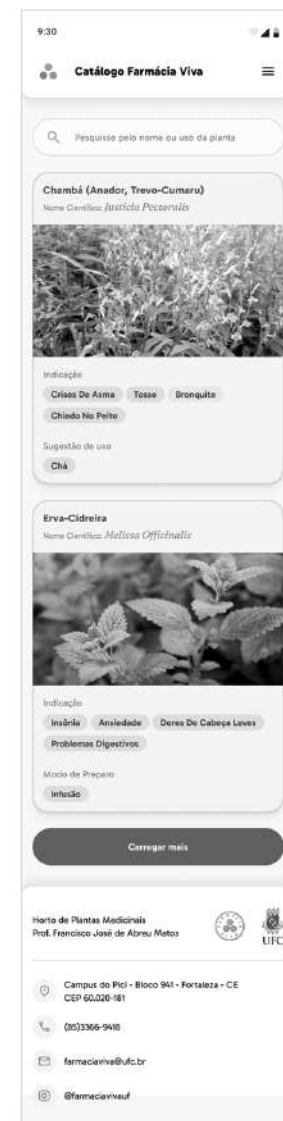 9:30
Catálogo Farmácia Viva
Pesquise pelo nome ou uso da planta
Chambá (Anador, Trevo-Cumaru)
Nome Científico: Justicia Pectoralis
Indicação
Crises De Asma Tosse Bronquite
Chiado No Peito
Sugestão de uso
Chá
Erva-Cidreira
Nome Científico: Melissa Officinalis
Indicação
Insônia Ansiedade Dores De Cabeça Leves
Problemas Digestivos
Modo de Preparo
Infusão
Carregar mais
Horto de Plantas Medicinais
Prof. Francisco José de Abreu Matos
UFC
Campus do Pici - Bloco 941 - Fortaleza - CE
CEP 60.020-181
(85)3366-9418
farmaciaviva@ufc.br
@farmaciavivauf